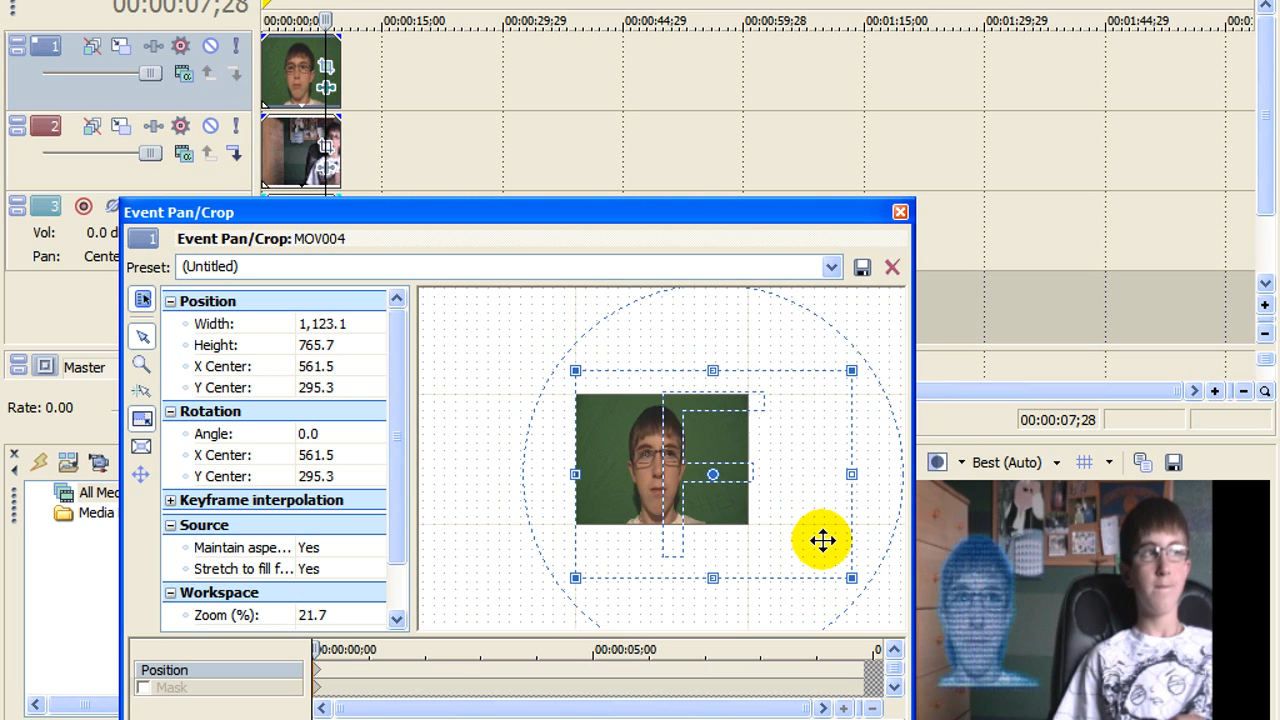 00:00:07;28
00:00:00;0
00:00:15;00
00:00:29;29
00:00:44;29
00:00:59;28
00:01:15;00
00:01:29;29
00:01:44;29
00:0
1
2
3
Vol: 0.0 d
Pan: Cente
Event Pan/Crop
1
Event Pan/Crop: MOV004
Preset: (Untitled)
Position
Width: 1,123.1
Height: 765.7
X Center: 561.5
Y Center: 295.3
Rotation
Angle: 0.0
X Center: 561.5
Y Center: 295.3
Keyframe interpolation
Source
Maintain aspe... Yes
Stretch to fill f... Yes
Workspace
Zoom (%): 21.7
Master
Rate: 0.00
00:00:07;28
All Med
Media
Best (Auto)
00:00:00;00
00:00:05;00
0
Position
Mask